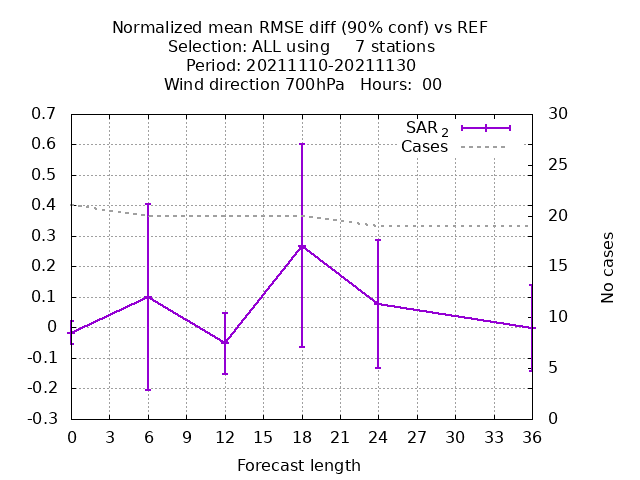 Normalized mean RMSE diff (90% conf) vs REF
Selection: ALL using     7 stations
Period: 20211110-20211130
Wind direction 700hPa   Hours:  00
0.7
0.6
0.5
0.4
0.3
0.2
0.1
0
-0.1
-0.2
-0.3
SAR 2
Cases
30
25
20
15
10
5
0
No cases
0 3 6 9 12 15 18 21 24 27 30 33 36
Forecast length